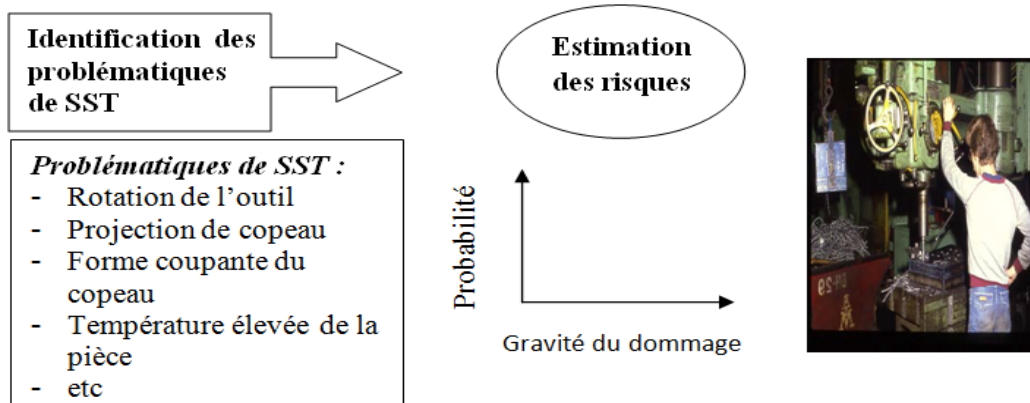 Identification des
problématiques
de SST
Estimation
des risques
Problématiques de SST :
- Rotation de l’outil
- Projection de copeau
- Forme coupante du
copeau
- Température élevée de la
pièce
- etc
Probabilité
Gravité du dommage